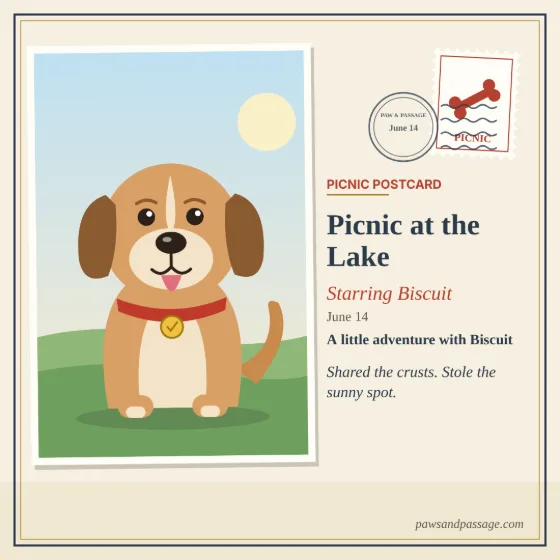 PAW & PASSAGE
June 14
PICNIC
PICNIC POSTCARD
Picnic at the
Lake
Starring Biscuit
June 14
A little adventure with Biscuit
Shared the crusts. Stole the
sunny spot.
pawsandpassage.com